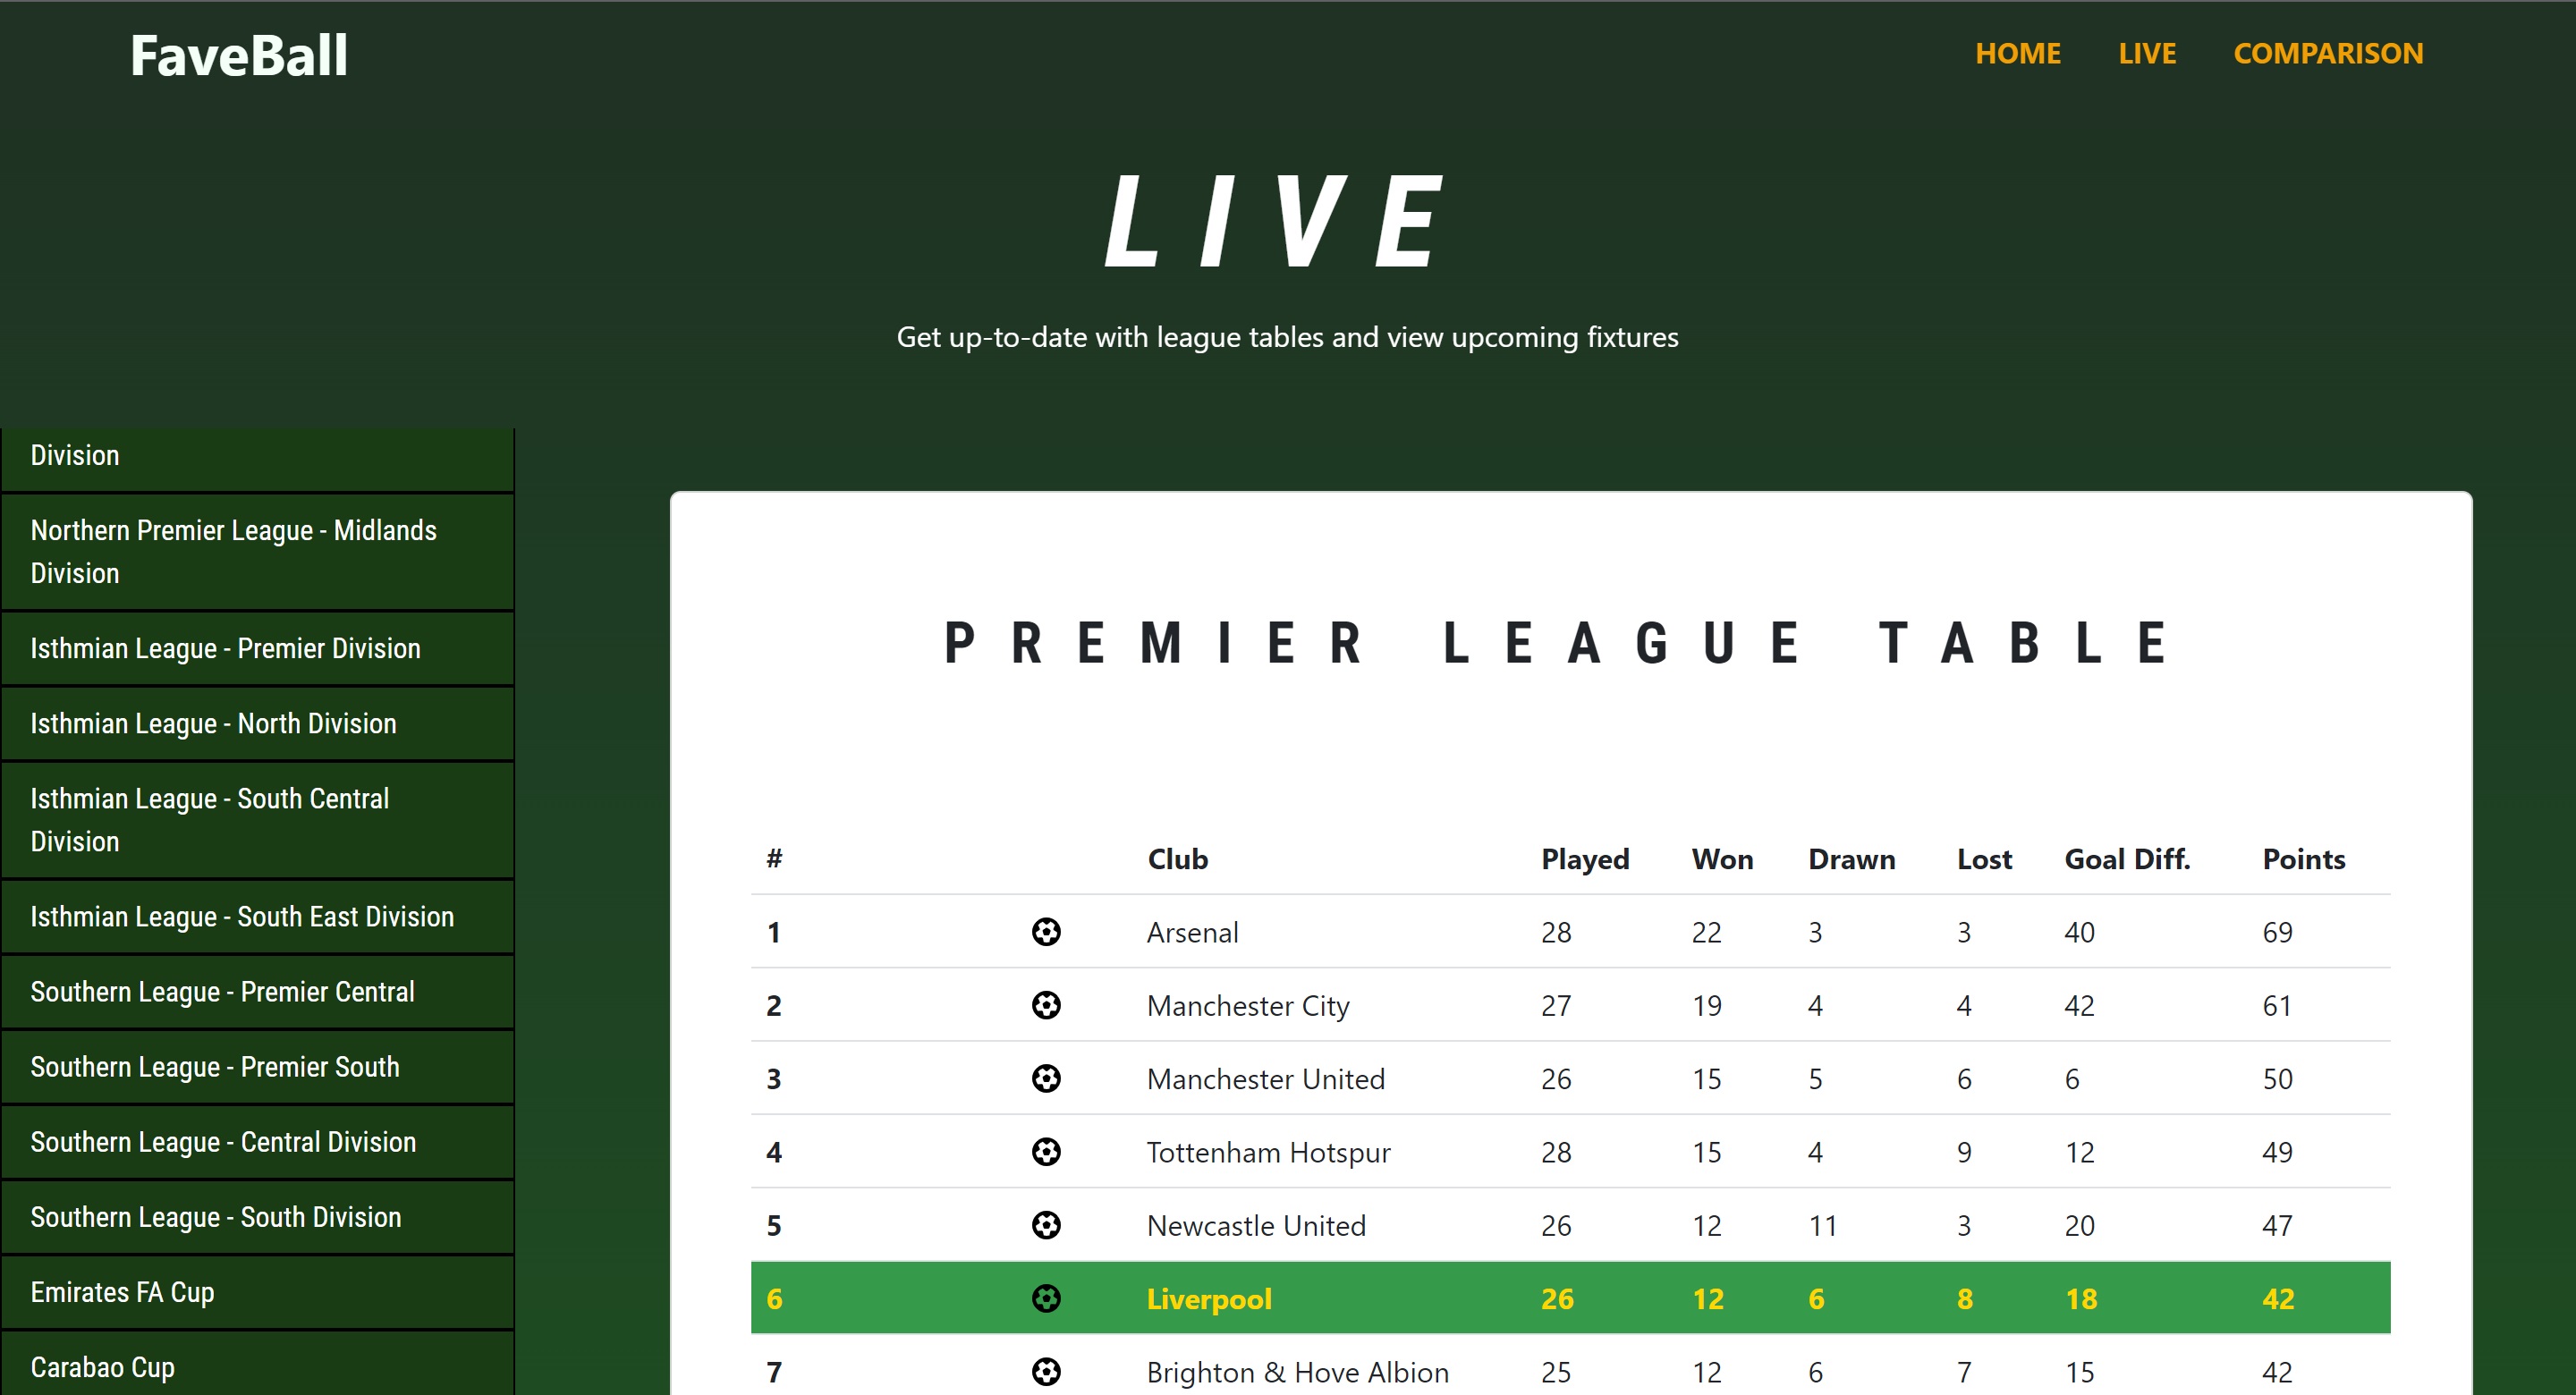 FaveBall
HOME LIVE COMPARISON
LIVE
Get up-to-date with league tables and view upcoming fixtures
Division
Northern Premier League - Midlands
Division
Isthmian League - Premier Division
Isthmian League - North Division
Isthmian League - South Central
Division
Isthmian League - South East Division
Southern League - Premier Central
Southern League - Premier South
Southern League - Central Division
Southern League - South Division
Emirates FA Cup
Carabao Cup
PREMIER LEAGUE TABLE
# Club Played Won Drawn Lost Goal Diff. Points
1 Arsenal 28 22 3 3 40 69
2 Manchester City 27 19 4 4 42 61
3 Manchester United 26 15 5 6 6 50
4 Tottenham Hotspur 28 15 4 9 12 49
5 Newcastle United 26 12 11 3 20 47
6 Liverpool 26 12 6 8 18 42
7 Brighton & Hove Albion 25 12 6 7 15 42